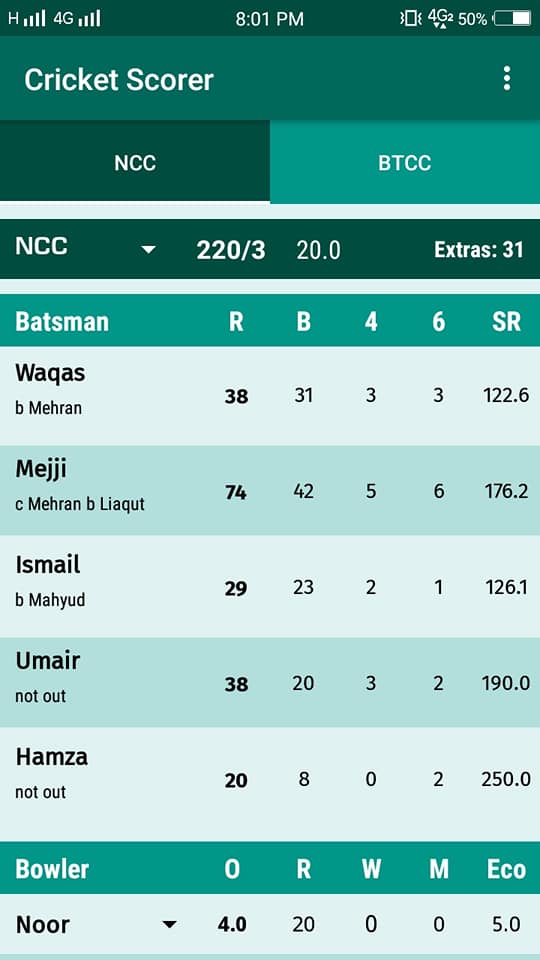 H 4G 8:01 PM 4G2 50%
Cricket Scorer
NCC BTCC
NCC 220/3 20.0 Extras: 31
Batsman R B 4 6 SR
Waqas
b Mehran 38 31 3 3 122.6
Mejji
c Mehran b Liaqut 74 42 5 6 176.2
Ismail
b Mahyud 29 23 2 1 126.1
Umair
not out 38 20 3 2 190.0
Hamza
not out 20 8 0 2 250.0
Bowler O R W M Eco
Noor 4.0 20 0 0 5.0